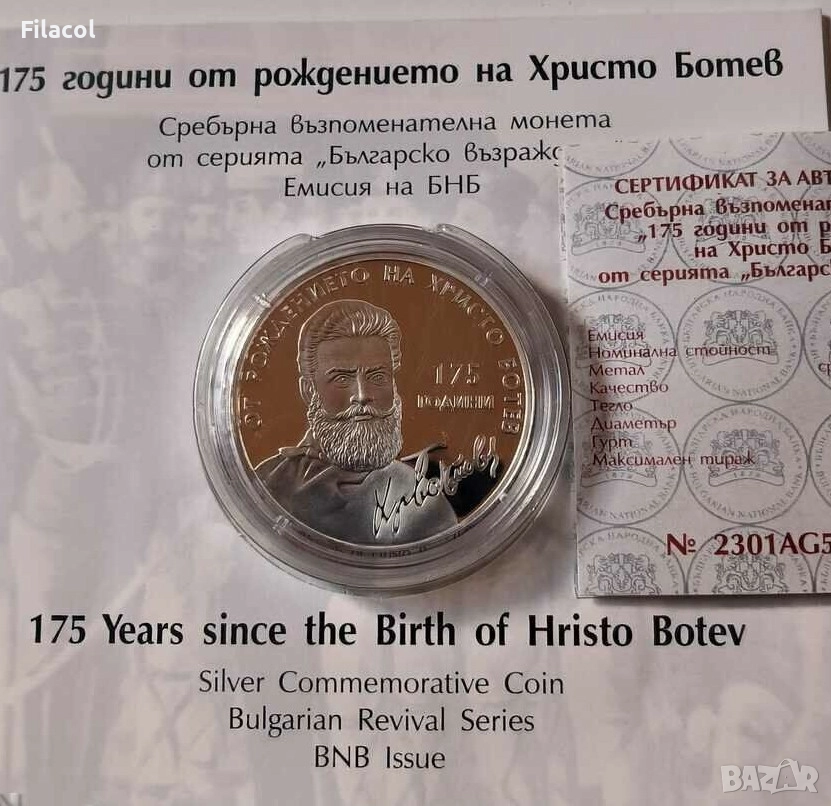 Filacol
175 години от рождението на Христо Ботев
Сребърна възпоменателна монета
от серията „Българско възражд
Емисия на БНБ
СЕРТИФИКАТ ЗА АВТ
Сребърна възпоменат
„175 години от р
на Христо Б
от серията „Българс
Емисия
Номинална стойност
Метал
Качество
Тегло
Диаметър
Гурт
Максимален тираж
№ 2301AG5
ОТ РОЖДЕНИЕТО НА ХРИСТО БОТЕВ
175
ГОДИНИ
175 Years since the Birth of Hristo Botev
Silver Commemorative Coin
Bulgarian Revival Series
BNB Issue
BAZAR